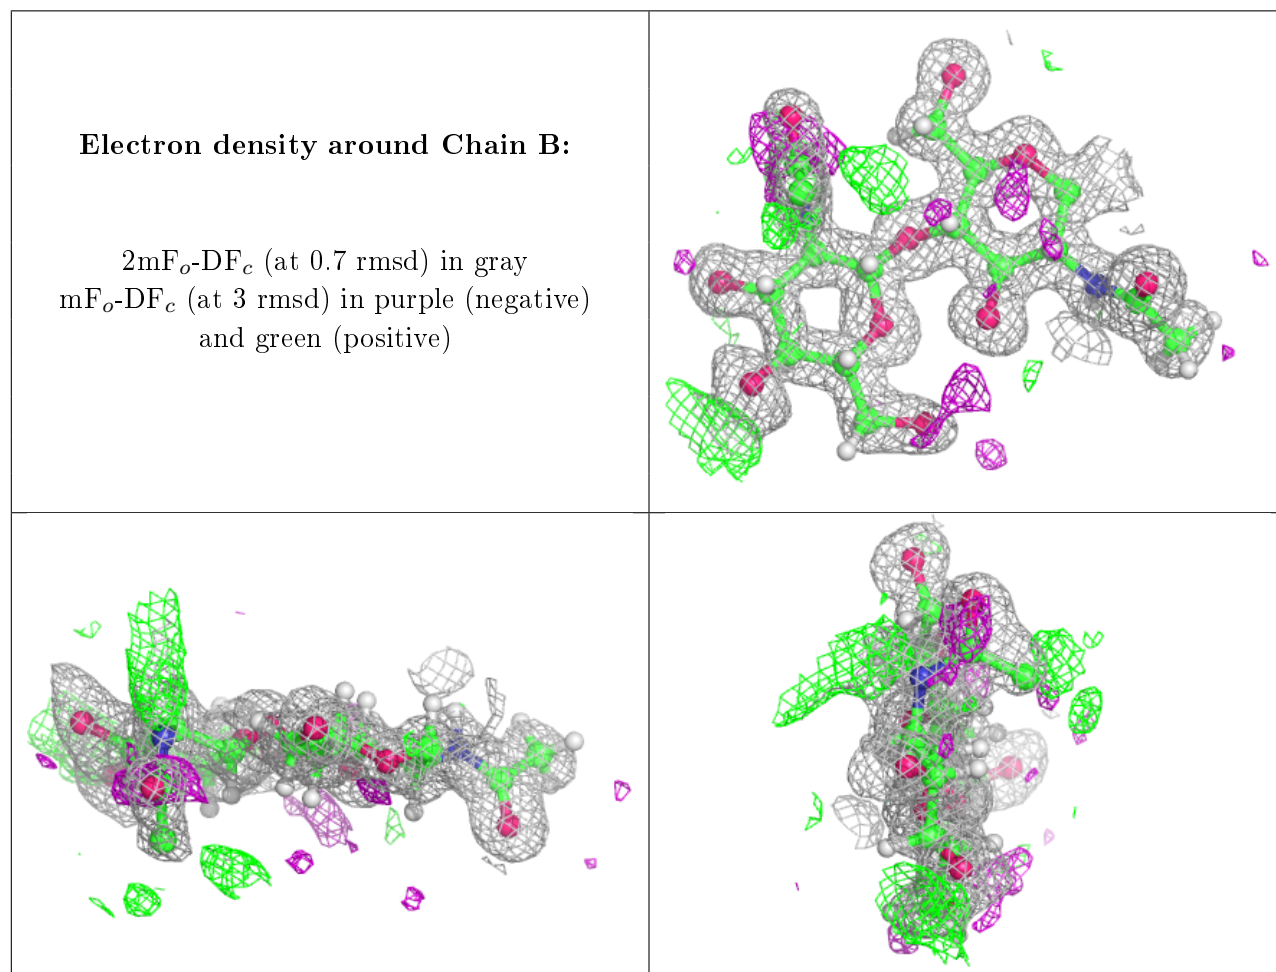 Electron density around Chain B:
2mFₒ-DF𝒸 (at 0.7 rmsd) in gray
mFₒ-DF𝒸 (at 3 rmsd) in purple (negative)
and green (positive)